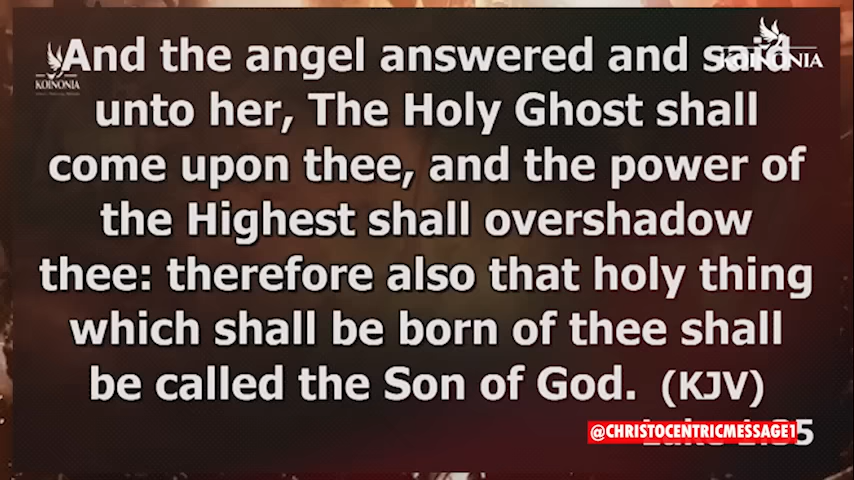 And the angel answered and said
unto her, The Holy Ghost shall
come upon thee, and the power of
the Highest shall overshadow
thee: therefore also that holy thing
which shall be born of thee shall
be called the Son of God. (KJV)
@CHRISTOCENTRICMESSAGE1
KOINONIA
KOINONIA